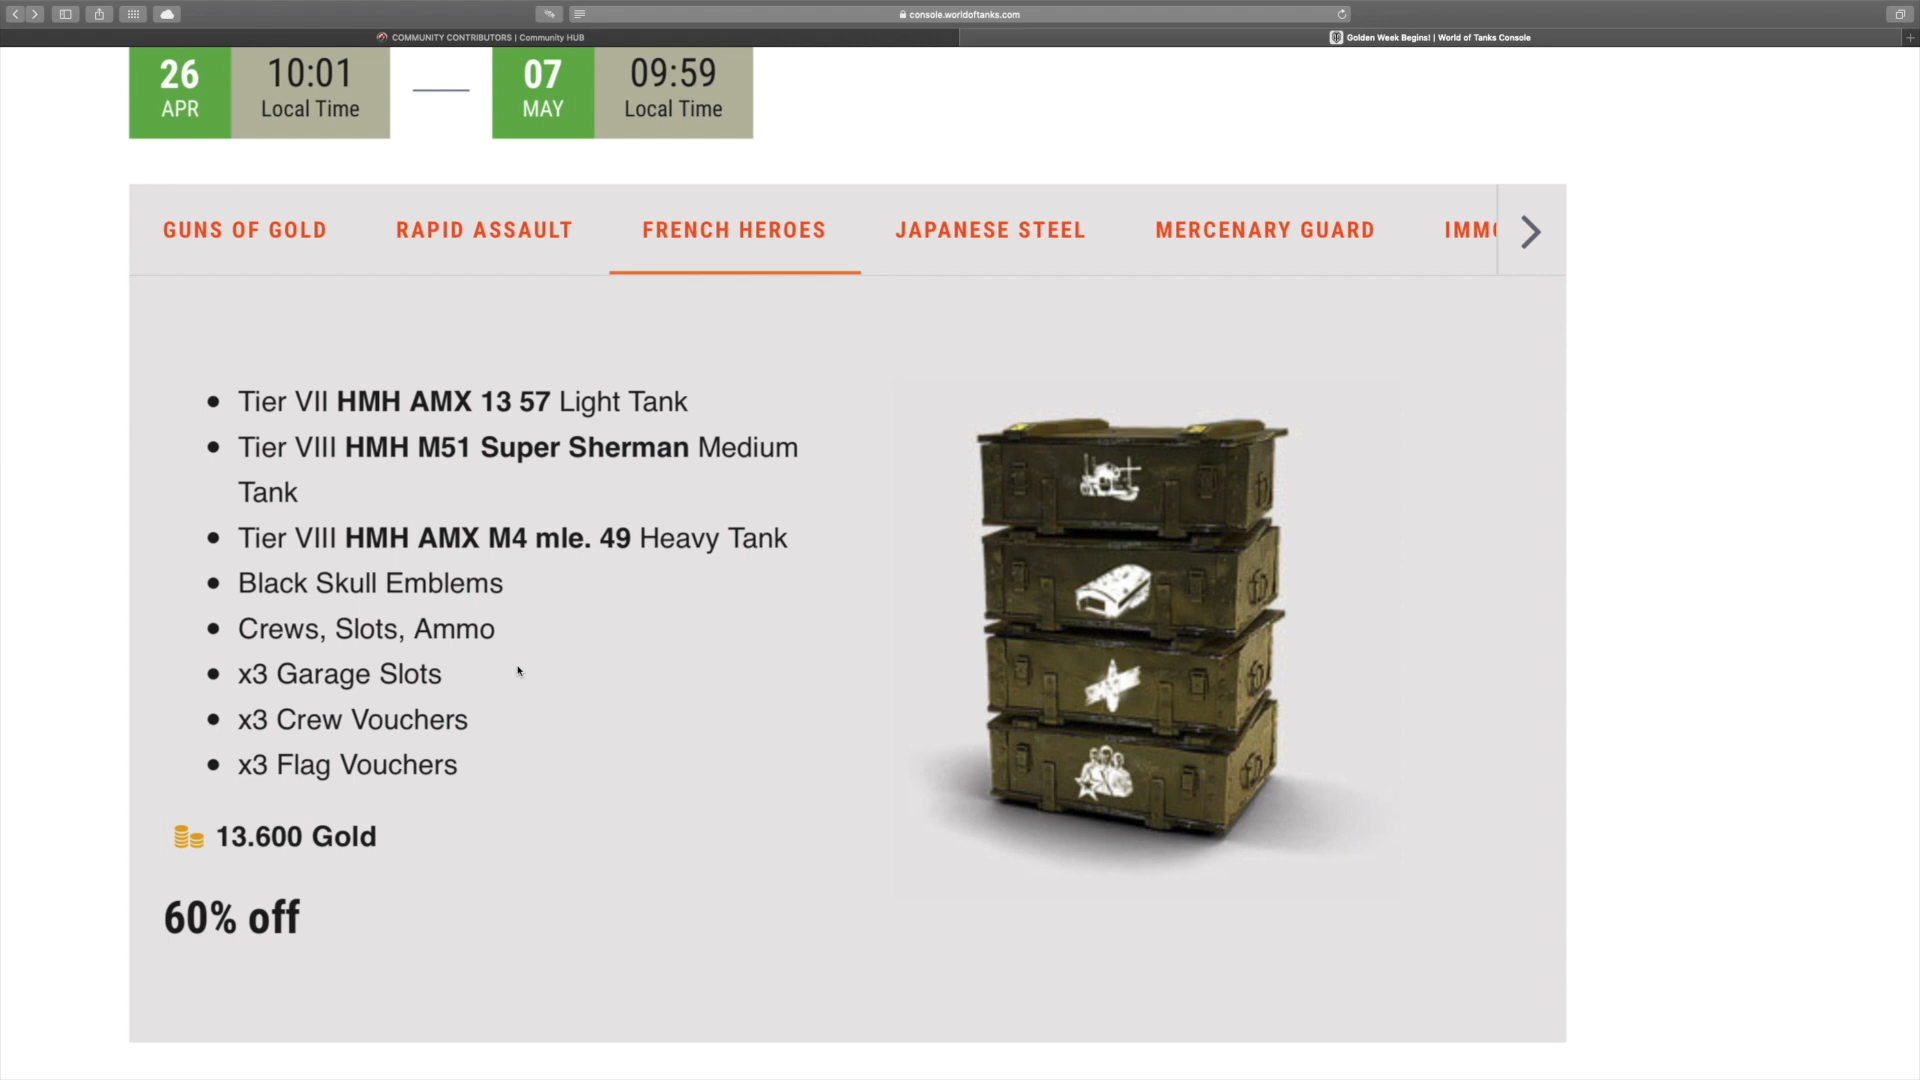 console.worldoftanks.com
COMMUNITY CONTRIBUTORS | Community HUB
Golden Week Begins! | World of Tanks Console
26 APR
10:01 Local Time
07 MAY
09:59 Local Time
GUNS OF GOLD
RAPID ASSAULT
FRENCH HEROES
JAPANESE STEEL
MERCENARY GUARD
Tier VII HMH AMX 13 57 Light Tank
Tier VIII HMH M51 Super Sherman Medium
Tank
Tier VIII HMH AMX M4 mle. 49 Heavy Tank
Black Skull Emblems
Crews, Slots, Ammo
x3 Garage Slots
x3 Crew Vouchers
x3 Flag Vouchers
13.600 Gold
60% off